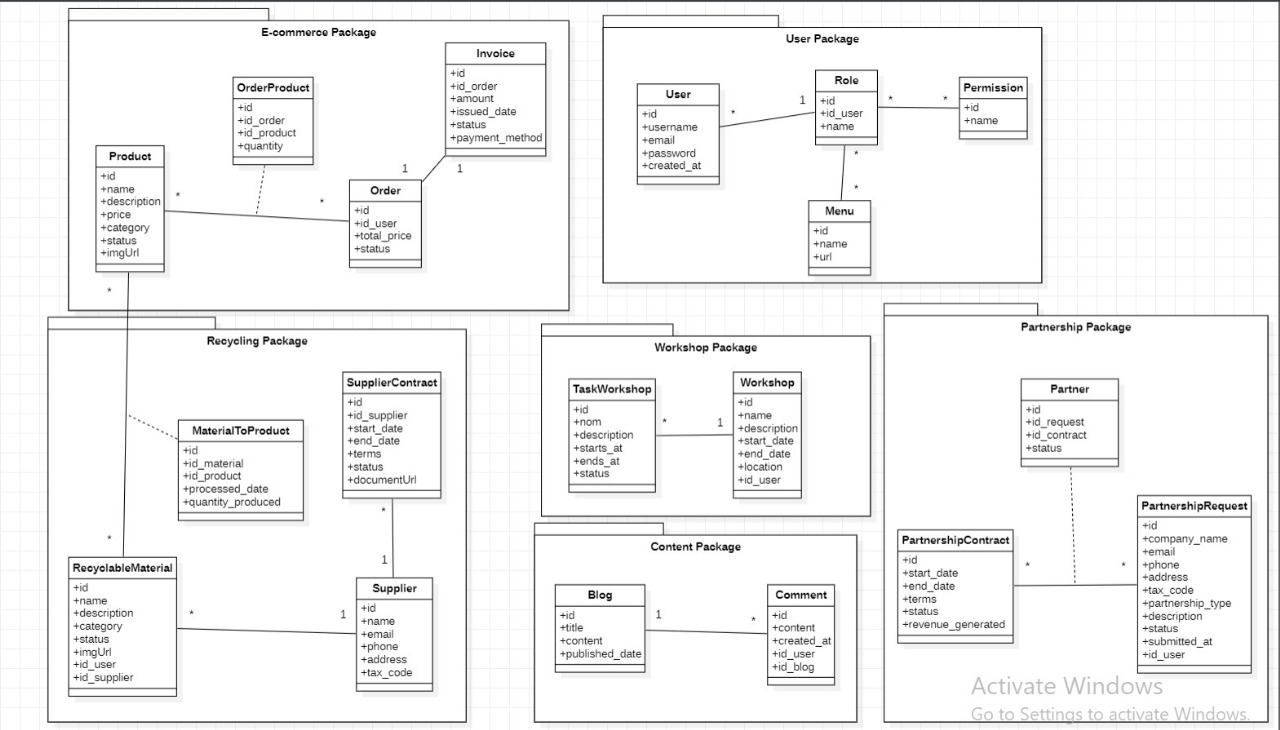 E-commerce Package
Invoice
+id
+id_order
+amount
+issued_date
+status
+payment_method
OrderProduct
+id
+id_order
+id_product
+quantity
Product
+id
+name
+description
+price
+category
+status
+imgUrl
*
*
1
1
Order
+id
+id_user
+total_price
+status
*
User Package
User
+id
+username
+email
+password
+created_at
*
1
Role
+id
+id_user
+name
*
*
Permission
+id
+name
*
*
Menu
+id
+name
+url
Recycling Package
SupplierContract
+id
+id_supplier
+start_date
+end_date
+terms
+status
+documentUrl
MaterialToProduct
+id
+id_material
+id_product
+processed_date
+quantity_produced
*
*
1
RecyclableMaterial
+id
+name
+description
+category
+status
+imgUrl
+id_user
+id_supplier
*
1
Supplier
+id
+name
+email
+phone
+address
+tax_code
Workshop Package
TaskWorkshop
+id
+nom
+description
+starts_at
+ends_at
+status
*
1
Workshop
+id
+name
+description
+start_date
+end_date
+location
+id_user
Content Package
Blog
+id
+title
+content
+published_date
1
*
Comment
+id
+content
+created_at
+id_user
+id_blog
Partnership Package
Partner
+id
+id_request
+id_contract
+status
PartnershipContract
+id
+start_date
+end_date
+terms
+status
+revenue_generated
*
*
PartnershipRequest
+id
+company_name
+email
+phone
+address
+tax_code
+partnership_type
+description
+status
+submitted_at
+id_user
Activate Windows
Go to Settings to activate Windows.